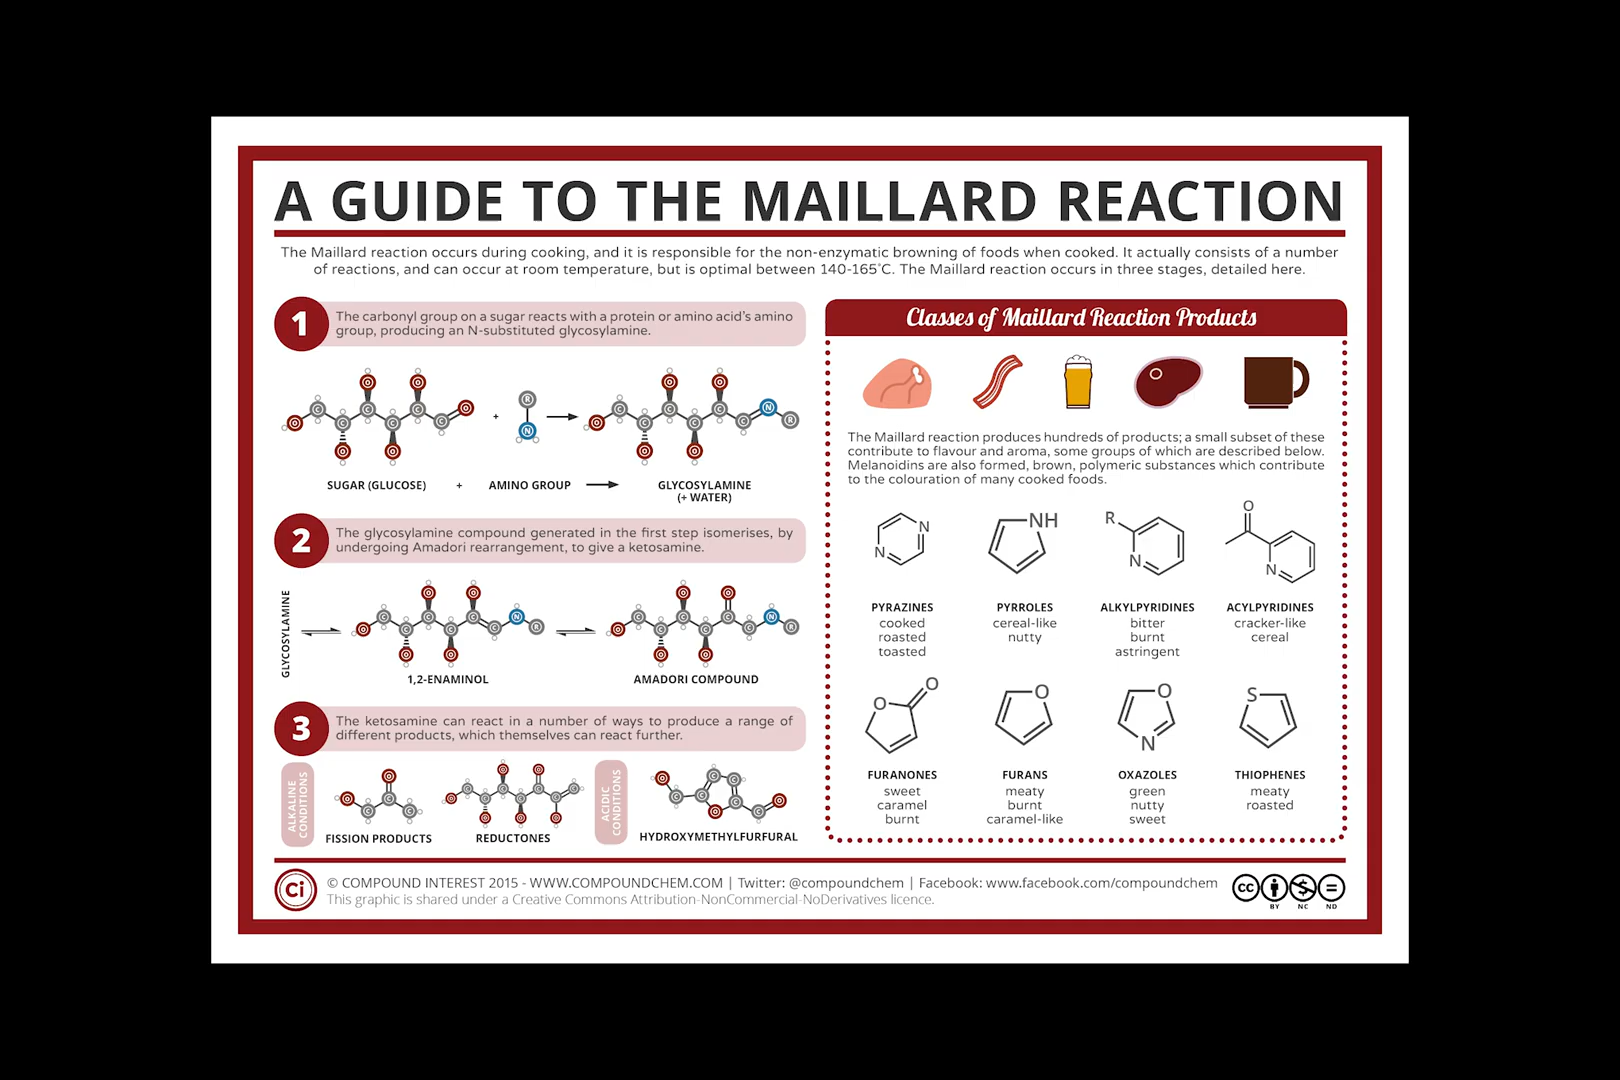 A GUIDE TO THE MAILLARD REACTION
The Maillard reaction occurs during cooking, and it is responsible for the non-enzymatic browning of foods when cooked. It actually consists of a number
of reactions, and can occur at room temperature, but is optimal between 140-165°C. The Maillard reaction occurs in three stages, detailed here.
1
The carbonyl group on a sugar reacts with a protein or amino acid's amino
group, producing an N-substituted glycosylamine.
SUGAR (GLUCOSE) + AMINO GROUP
GLYCOSYLAMINE
(+ WATER)
2
The glycosylamine compound generated in the first step isomerises, by
undergoing Amadori rearrangement, to give a ketosamine.
GLYCOSYLAMINE
1,2-ENAMINOL
AMADORI COMPOUND
3
The ketosamine can react in a number of ways to produce a range of
different products, which themselves can react further.
ALKALINE
CONDITIONS
FISSION PRODUCTS
REDUCTONES
ACIDIC
CONDITIONS
HYDROXYMETHYLFURFURAL
Classes of Maillard Reaction Products
The Maillard reaction produces hundreds of products; a small subset of these
contribute to flavour and aroma, some groups of which are described below.
Melanoidins are also formed, brown, polymeric substances which contribute
to the colouration of many cooked foods.
N
N
NH
R
N
O
N
PYRAZINES
cooked
roasted
toasted
PYRROLES
cereal-like
nutty
ALKYLPYRIDINES
bitter
burnt
astringent
ACYLPYRIDINES
cracker-like
cereal
O
O
O
O
N
S
FURANONES
sweet
caramel
burnt
FURANS
meaty
burnt
caramel-like
OXAZOLES
green
nutty
sweet
THIOPHENES
meaty
roasted
Ci
© COMPOUND INTEREST 2015 - WWW.COMPOUNDCHEM.COM | Twitter: @compoundchem | Facebook: www.facebook.com/compoundchem
This graphic is shared under a Creative Commons Attribution-NonCommercial-NoDerivatives licence.
CC
BY NC ND